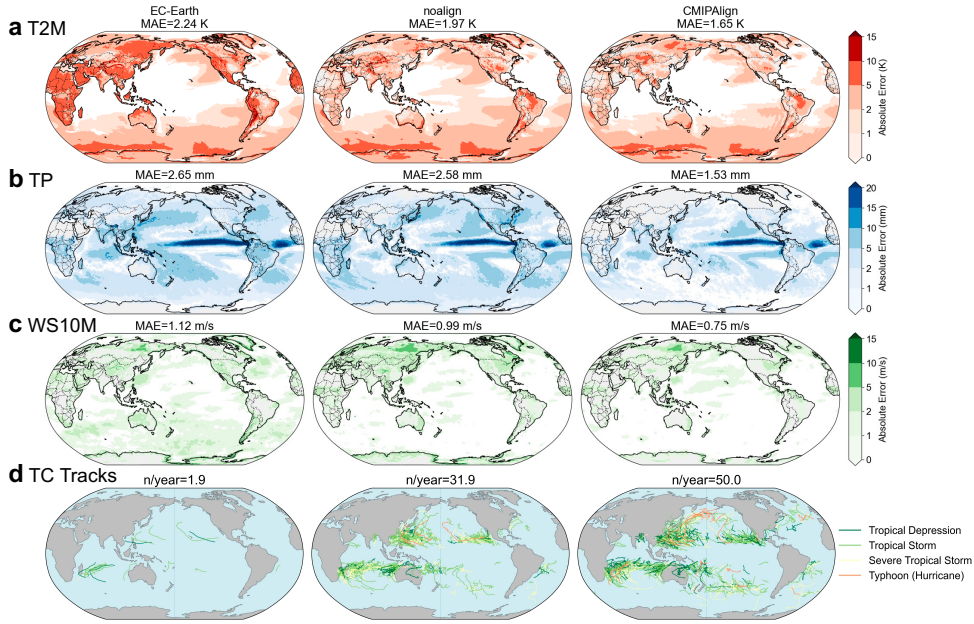 EC-Earth noalign CMIPAlign
a T2M MAE=2.24 K MAE=1.97 K MAE=1.65 K
15
10
5
2
1
0
Absolute Error (K)
b TP MAE=2.65 mm MAE=2.58 mm MAE=1.53 mm
20
15
10
5
2
1
0
Absolute Error (mm)
c WS10M MAE=1.12 m/s MAE=0.99 m/s MAE=0.75 m/s
15
10
5
2
1
0
Absolute Error (m/s)
d TC Tracks n/year=1.9 n/year=31.9 n/year=50.0
Tropical Depression
Tropical Storm
Severe Tropical Storm
Typhoon (Hurricane)